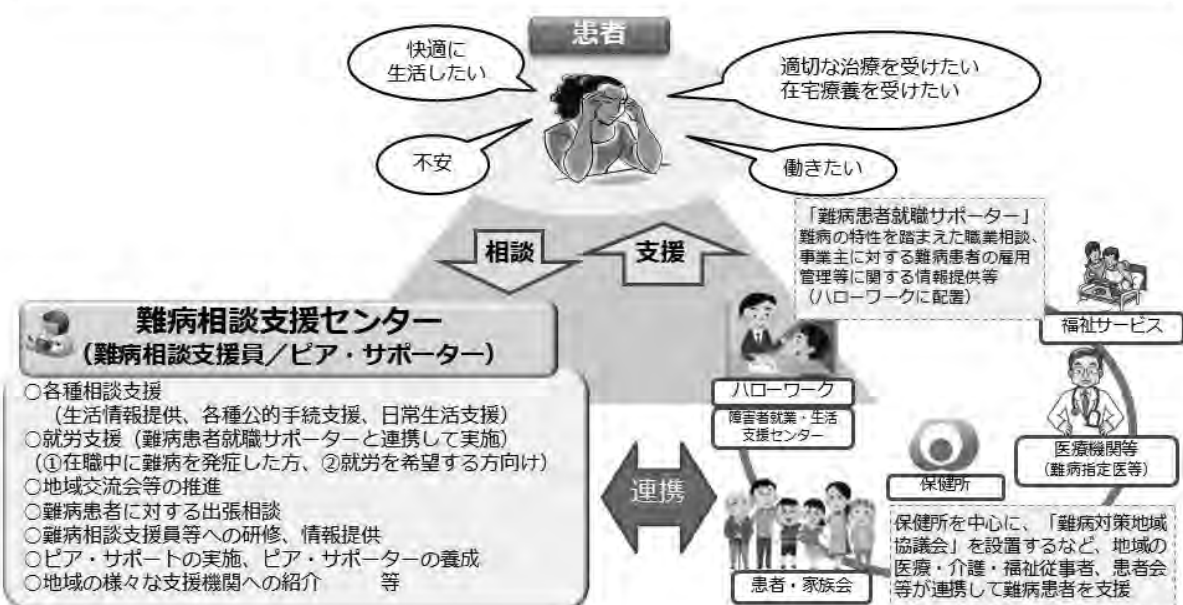 患者
快適に
生活したい
適切な治療を受けたい
在宅療養を受けたい
不安
働きたい
相談
支援
「難病患者就職サポーター」
難病の特性を踏まえた職業相談、
事業主に対する難病患者の雇用
管理等に関する情報提供等
（ハローワークに配置）
福祉サービス
難病相談支援センター
（難病相談支援員／ピア・サポーター）
○各種相談支援
（生活情報提供、各種公的手続支援、日常生活支援）
○就労支援（難病患者就職サポーターと連携して実施）
（①在職中に難病を発症した方、②就労を希望する方向け）
○地域交流会等の推進
○難病患者に対する出張相談
○難病相談支援員等への研修、情報提供
○ピア・サポートの実施、ピア・サポーターの養成
○地域の様々な支援機関への紹介　　等
ハローワーク
障害者就業・生活
支援センター
医療機関等
（難病指定医等）
保健所
連携
患者・家族会
保健所を中心に、「難病対策地域
協議会」を設置するなど、地域の
医療・介護・福祉従事者、患者会
等が連携して難病患者を支援